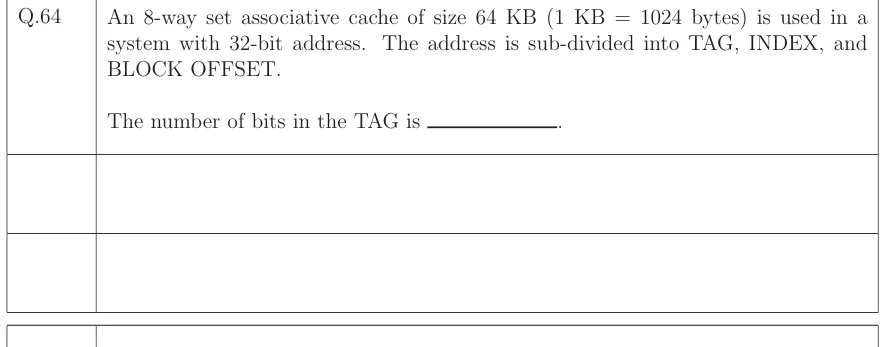 Q.64
An 8-way set associative cache of size 64 KB (1 KB = 1024 bytes) is used in a
system with 32-bit address. The address is sub-divided into TAG, INDEX, and
BLOCK OFFSET.
The number of bits in the TAG is ____________.